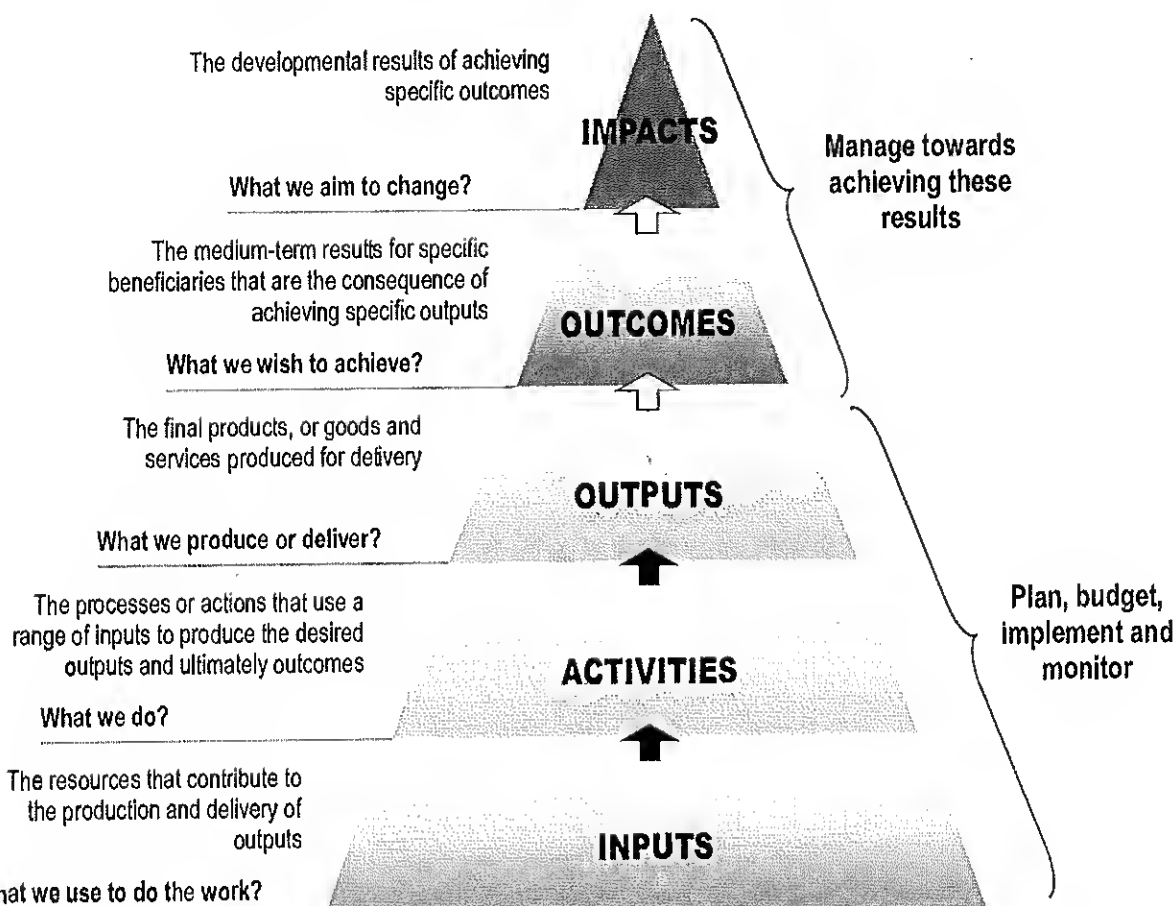 The developmental results of achieving
specific outcomes
IMPACTS
What we aim to change?
Manage towards
achieving these
results
The medium-term results for specific
beneficiaries that are the consequence of
achieving specific outputs
OUTCOMES
What we wish to achieve?
The final products, or goods and
services produced for delivery
OUTPUTS
What we produce or deliver?
The processes or actions that use a
range of inputs to produce the desired
outputs and ultimately outcomes
ACTIVITIES
What we do?
Plan, budget,
implement and
monitor
The resources that contribute to
the production and delivery of
outputs
INPUTS
we use to do the work?